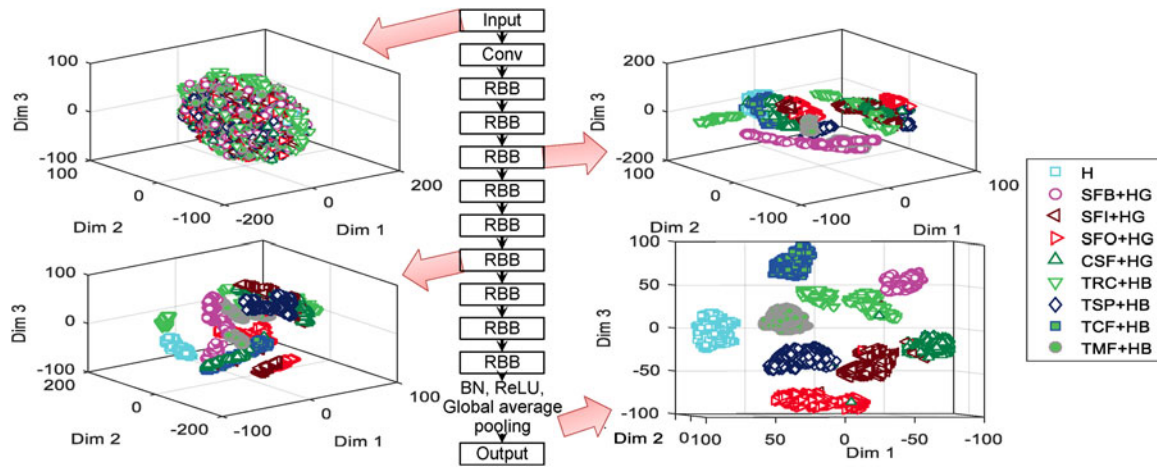 Input
Conv
RBB
RBB
RBB
RBB
RBB
RBB
RBB
RBB
RBB
BN, ReLU,
Global average
pooling
Output
100
0
-100
100
0
-100
-200
0
200
Dim 3
Dim 2
Dim 1
200
0
-200
100
0
-100
-100
0
100
Dim 3
Dim 2
Dim 1
100
0
-100
200
0
-200
-100
0
100
Dim 3
Dim 2
Dim 1
100
50
0
-50
-100
Dim 3
Dim 2
0
100
50
0
-50
-100
Dim 1
H
SFB+HG
SFI+HG
SFO+HG
CSF+HG
TRC+HB
TSP+HB
TCF+HB
TMF+HB